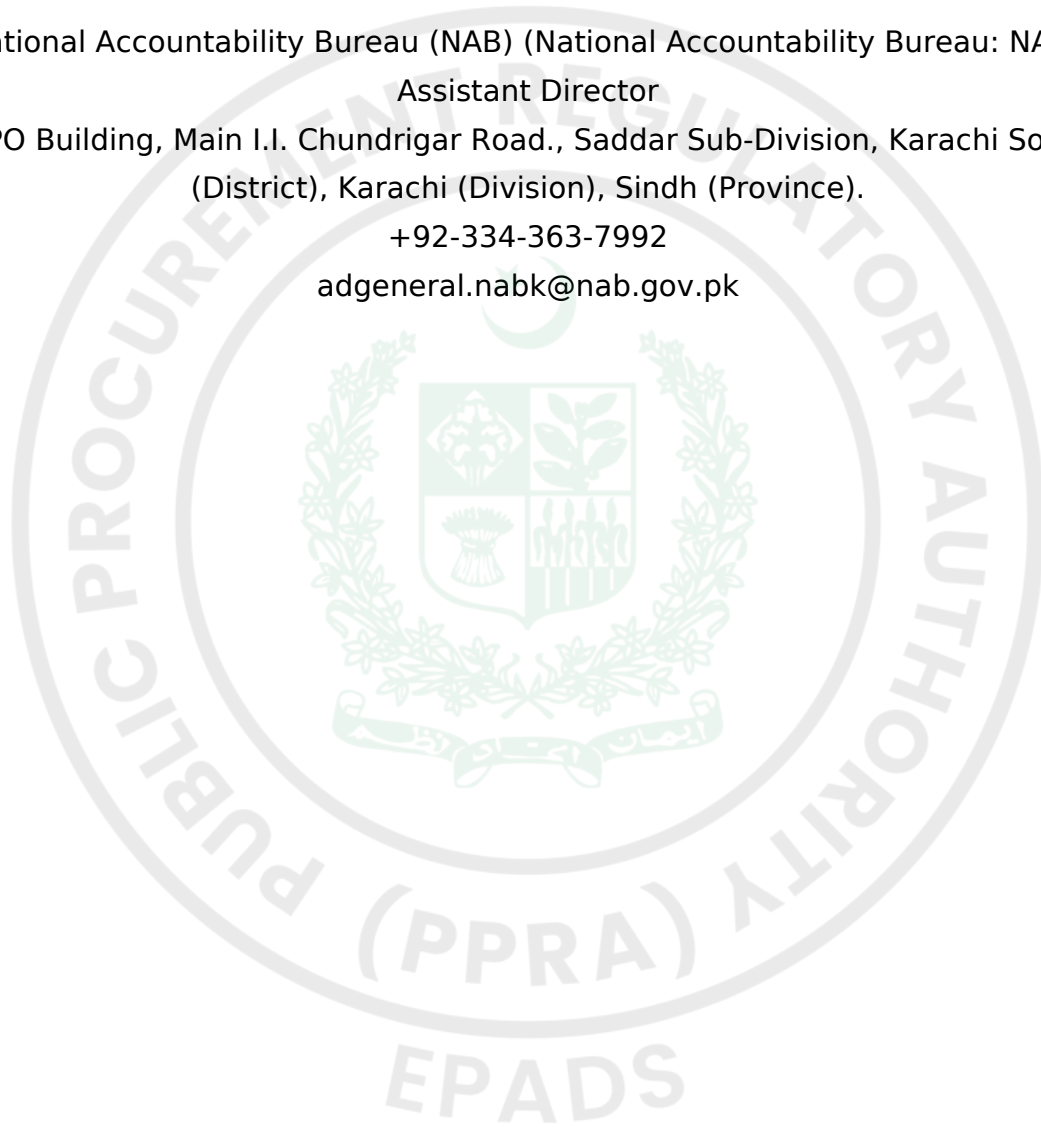 tional Accountability Bureau (NAB) (National Accountability Bureau: NA
Assistant Director
PO Building, Main I.I. Chundrigar Road., Saddar Sub-Division, Karachi So
(District), Karachi (Division), Sindh (Province).
+92-334-363-7992
adgeneral.nabk@nab.gov.pk
PUBLIC PROCUREMENT REGULATORY AUTHORITY
(PPRA)
EPADS